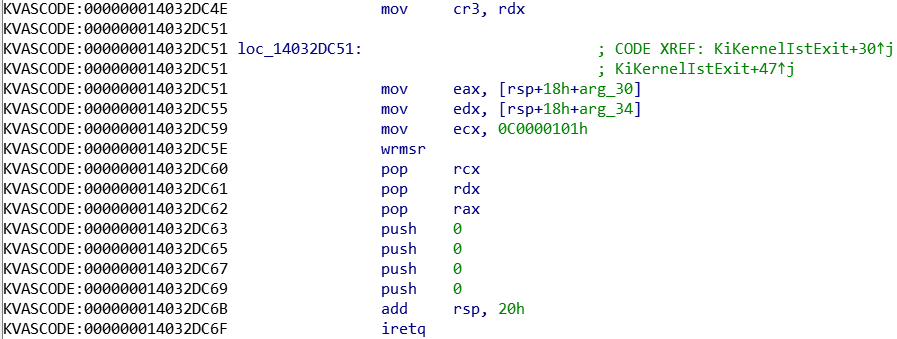 KVASCODE:000000014032DC4E mov cr3, rdx
KVASCODE:000000014032DC51
KVASCODE:000000014032DC51 loc_14032DC51: ; CODE XREF: KiKernelIstExit+30↑j
KVASCODE:000000014032DC51 ; KiKernelIstExit+47↑j
KVASCODE:000000014032DC51 mov eax, [rsp+18h+arg_30]
KVASCODE:000000014032DC55 mov edx, [rsp+18h+arg_34]
KVASCODE:000000014032DC59 mov ecx, 0C0000101h
KVASCODE:000000014032DC5E wrmsr
KVASCODE:000000014032DC60 pop rcx
KVASCODE:000000014032DC61 pop rdx
KVASCODE:000000014032DC62 pop rax
KVASCODE:000000014032DC63 push 0
KVASCODE:000000014032DC65 push 0
KVASCODE:000000014032DC67 push 0
KVASCODE:000000014032DC69 push 0
KVASCODE:000000014032DC6B add rsp, 20h
KVASCODE:000000014032DC6F iretq